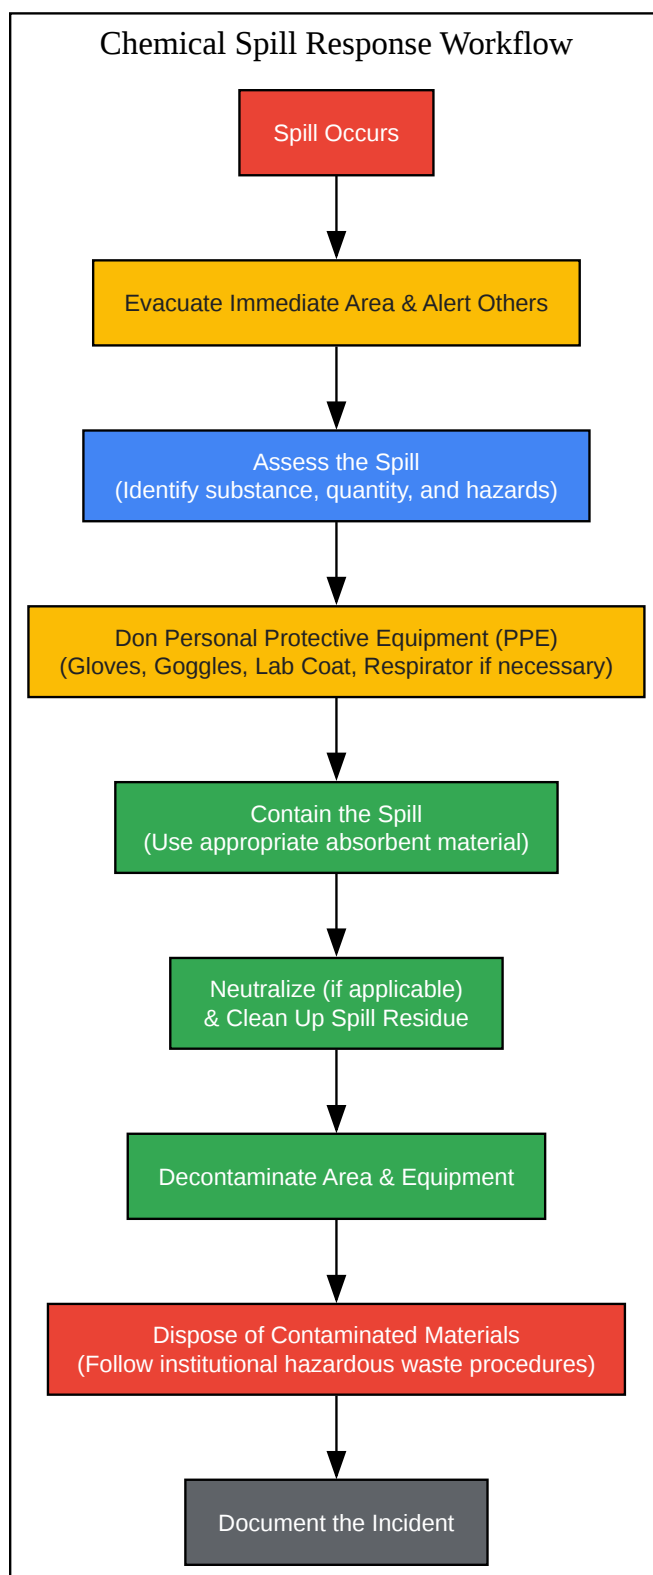 Chemical Spill Response Workflow
Spill Occurs
Evacuate Immediate Area & Alert Others
Assess the Spill
(Identify substance, quantity, and hazards)
Don Personal Protective Equipment (PPE)
(Gloves, Goggles, Lab Coat, Respirator if necessary)
Contain the Spill
(Use appropriate absorbent material)
Neutralize (if applicable)
& Clean Up Spill Residue
Decontaminate Area & Equipment
Dispose of Contaminated Materials
(Follow institutional hazardous waste procedures)
Document the Incident